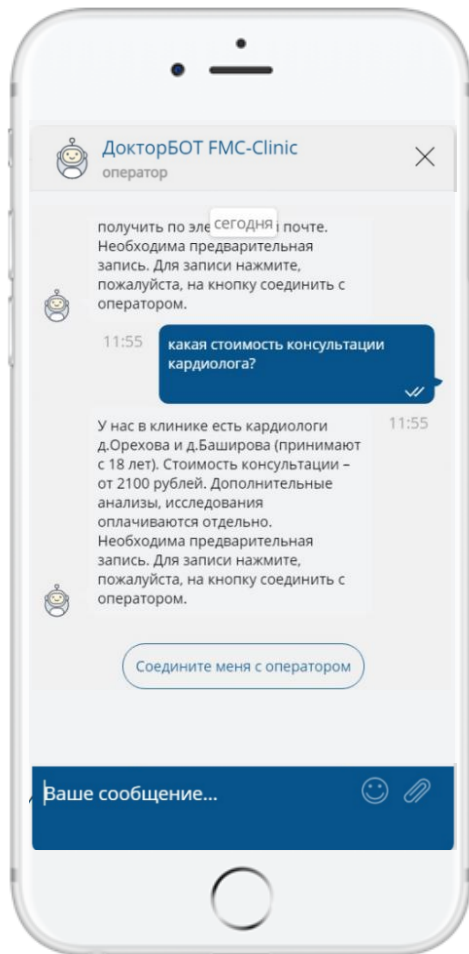 ДокторБОТ FMC-Clinic
оператор
сегодня
получить по эле почте.
Необходима предварительная
запись. Для записи нажмите,
пожалуйста, на кнопку соединить с
оператором.
11:55
какая стоимость консультации
кардиолога?
11:55
У нас в клинике есть кардиологи
д.Орехова и д.Баширова (принимают
с 18 лет). Стоимость консультации –
от 2100 рублей. Дополнительные
анализы, исследования
оплачиваются отдельно.
Необходима предварительная
запись. Для записи нажмите,
пожалуйста, на кнопку соединить с
оператором.
Соедините меня с оператором
Ваше сообщение...